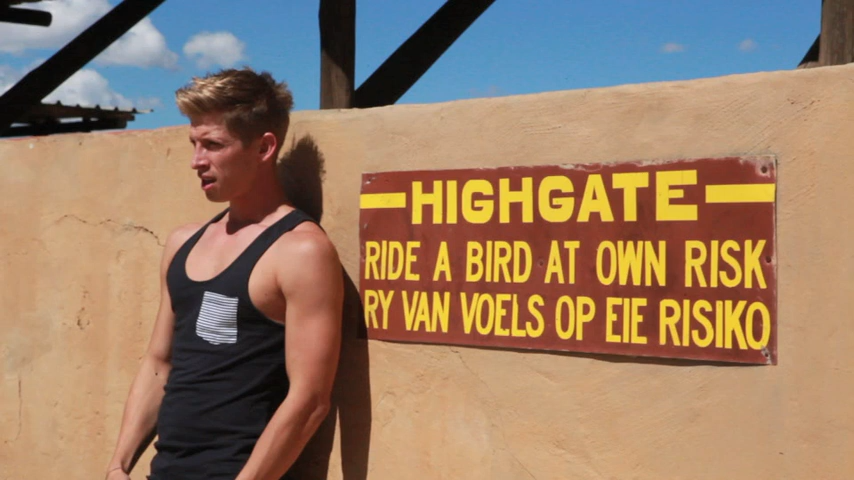 HIGHGATE
RIDE A BIRD AT OWN RISK
RY VAN VOELS OP EIE RISIKO